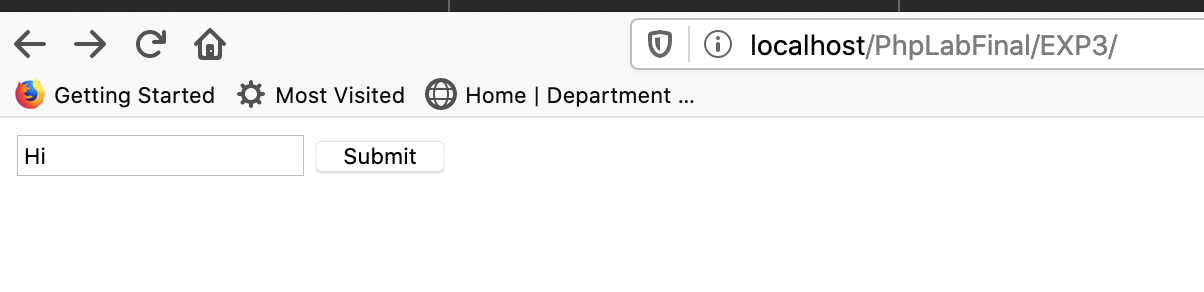 localhost/PhpLabFinal/EXP3/
Getting Started Most Visited Home | Department ...
Hi Submit